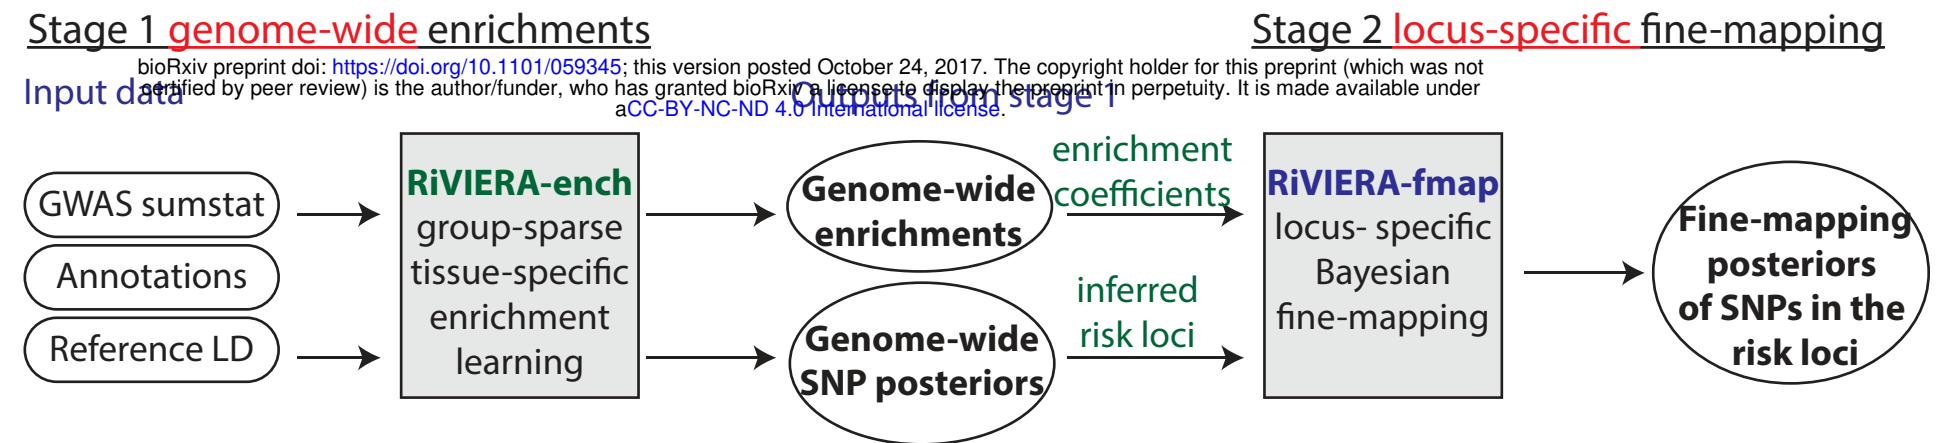 Stage 1 genome-wide enrichments
Stage 2 locus-specific fine-mapping
bioRxiv preprint doi: https://doi.org/10.1101/059345; this version posted October 24, 2017. The copyright holder for this preprint (which was not
certified by peer review) is the author/funder, who has granted bioRxiv a license to display the preprint in perpetuity. It is made available under
aCC-BY-NC-ND 4.0 International license.
Input data
Outputs from stage 1
GWAS sumstat
Annotations
Reference LD
RiVIERA-ench
group-sparse
tissue-specific
enrichment
learning
Genome-wide
enrichments
Genome-wide
SNP posteriors
enrichment
coefficients
inferred
risk loci
RiVIERA-fmap
locus- specific
Bayesian
fine-mapping
Fine-mapping
posteriors
of SNPs in the
risk loci